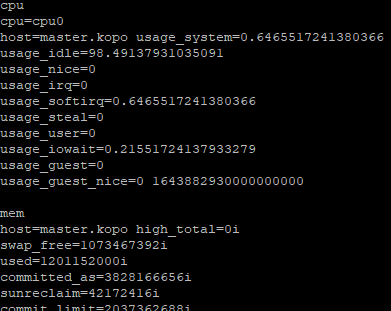 cpu
cpu=cpu0
host=master.kopo usage_system=0.6465517241380366
usage_idle=98.49137931035091
usage_nice=0
usage_irq=0
usage_softirq=0.6465517241380366
usage_steal=0
usage_user=0
usage_iowait=0.21551724137933279
usage_guest=0
usage_guest_nice=0 1643882930000000000
mem
host=master.kopo high_total=0i
swap_free=1073467392i
used=1201152000i
committed_as=3828166656i
sunreclaim=42172416i
commit_limit=2037362688i